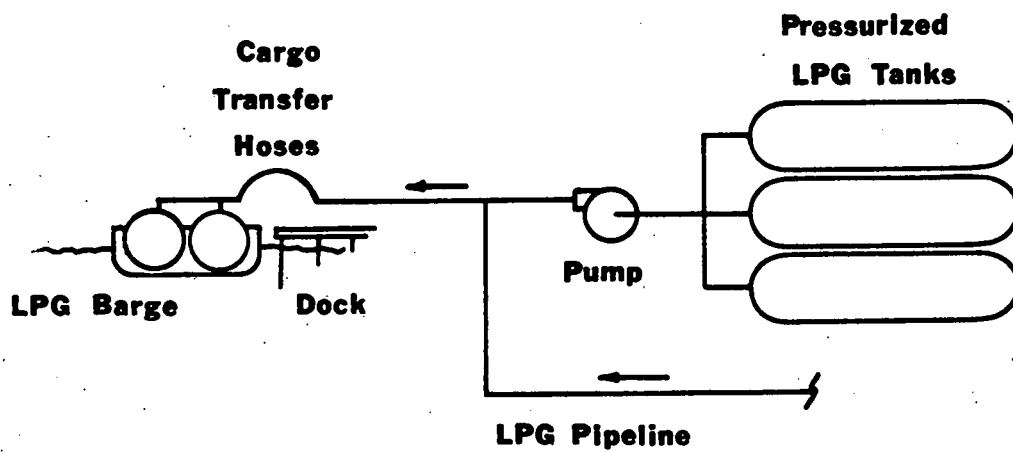 Pressurized
LPG Tanks
Cargo
Transfer
Hoses
Pump
LPG Barge
Dock
LPG Pipeline